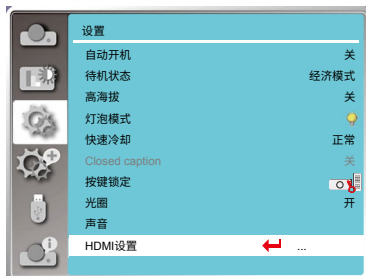 设置
自动开机 关
待机状态 经济模式
高海拔 关
灯泡模式
快速冷却 正常
Closed caption 关
按键锁定
光圈 开
声音
HDMI设置 ...